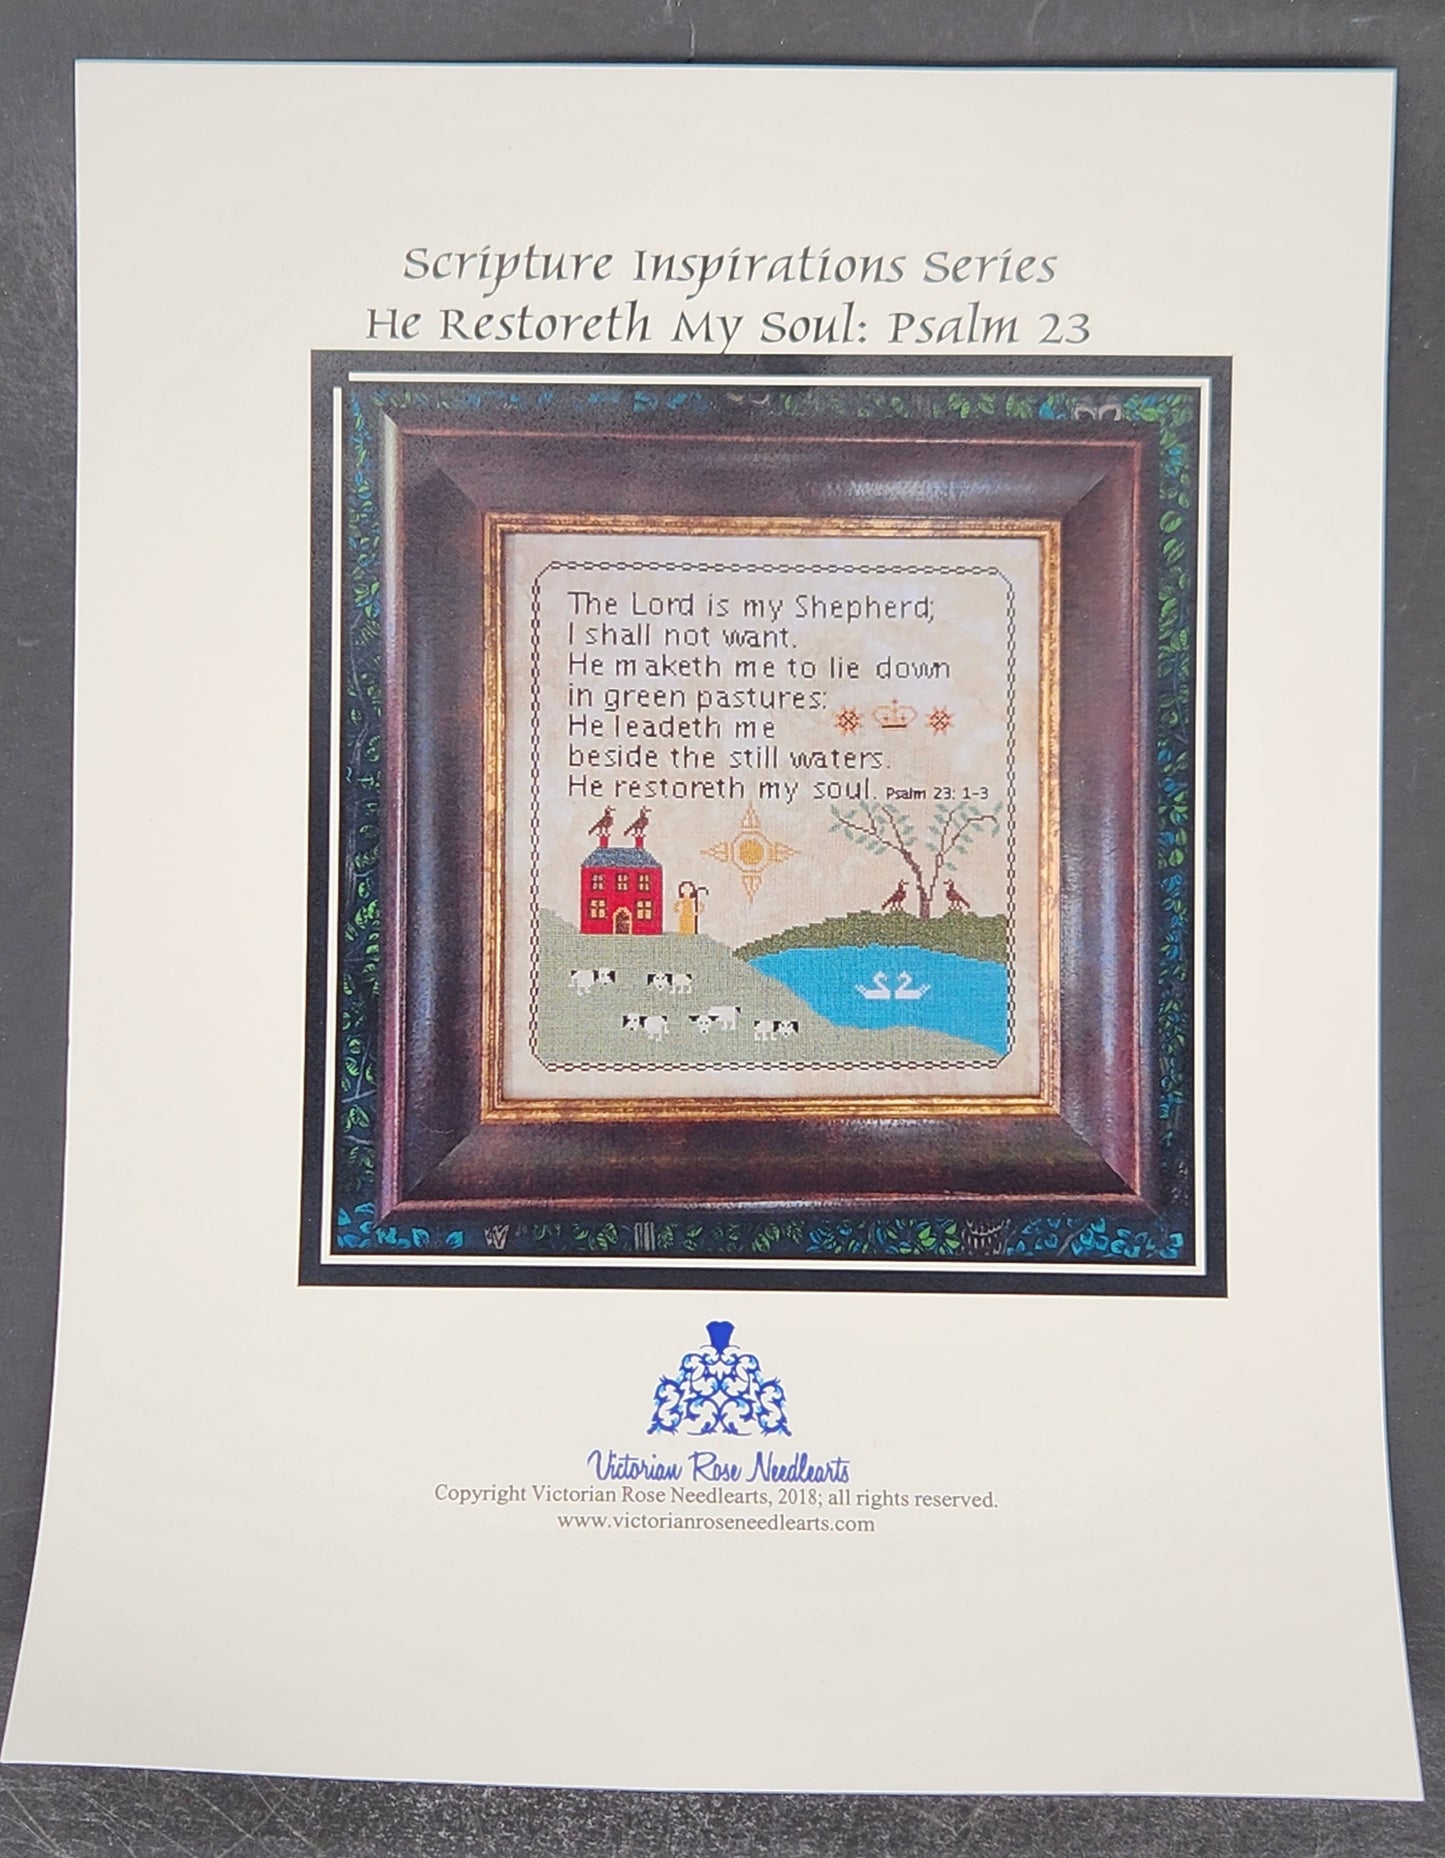 Scripture Inspirations Series
He Restoreth My Soul: Psalm 23
The Lord is my Shepherd;
I shall not want.
He maketh me to lie down
in green pastures:
He leadeth me
beside the still waters.
He restoreth my soul. Psalm 23: 1-3
Victorian Rose Needlearts
Copyright Victorian Rose Needlearts, 2018; all rights reserved.
www.victorianroseneedlearts.com